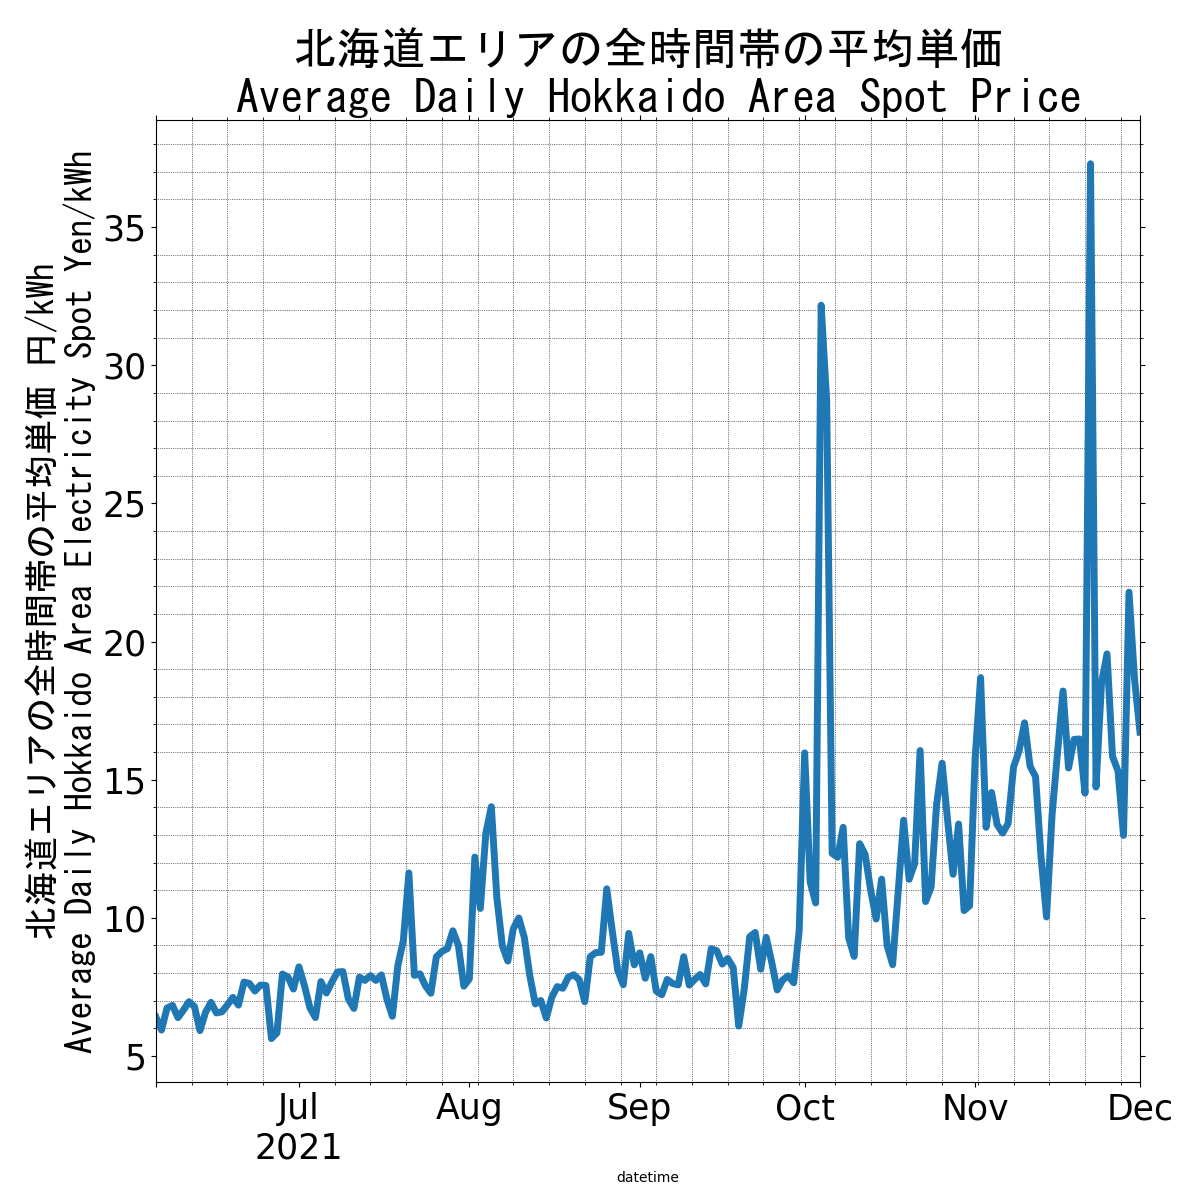 北海道エリアの全時間帯の平均単価
Average Daily Hokkaido Area Spot Price
北海道エリアの全時間帯の平均単価 円/kWh
Average Daily Hokkaido Area Electricity Spot Yen/kWh
35
30
25
20
15
10
5
Jul
2021
Aug
Sep
Oct
Nov
Dec
datetime